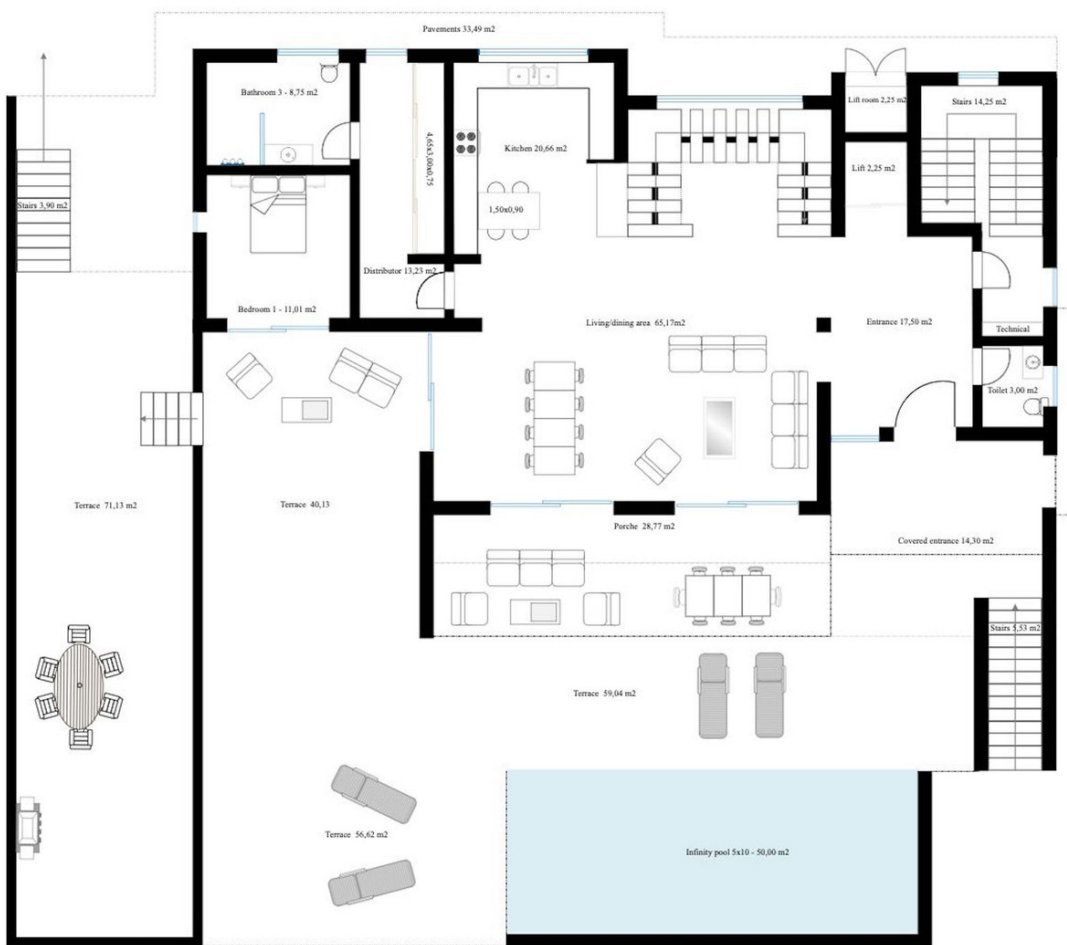 Pavements 33,49 m2
Bathroom 3 - 8,75 m2
Lift room 2,25 m2
Stairs 14,25 m2
4,65x3,00x0,75
Kitchen 20,66 m2
Lift 2,25 m2
Stairs 3,90 m2
1,50x0,90
Distributor 13,23 m2
Bedroom 1 - 11,01 m2
Living/dining area 65,17m2
Entrance 17,50 m2
Technical
Toilet 3,00 m2
Terrace 71,13 m2
Terrace 40,13
Porche 28,77 m2
Covered entrance 14,30 m2
Stairs 5,53 m2
Terrace 59,04 m2
Terrace 56,62 m2
Infinity pool 5x10 - 50,00 m2